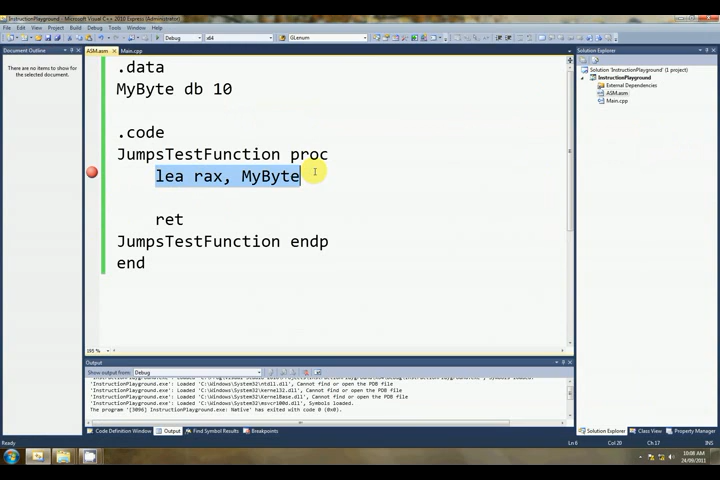 InstructionPlayground - Microsoft Visual C++ 2010 Express (Administrator)
File Edit View Project Build Debug Tools Window Help
Debug x64 GLenum
Document Outline
There are no items to show for
the selected document.
ASM.asm Main.cpp
.data
MyByte db 10
.code
JumpsTestFunction proc
lea rax, MyByte
ret
JumpsTestFunction endp
end
195 %
Solution Explorer
Solution 'InstructionPlayground' (1 project)
InstructionPlayground
External Dependencies
ASM.asm
Main.cpp
Output
Show output from: Debug
'InstructionPlayground.exe': Loaded 'C:\Windows\System32\ntdll.dll', Cannot find or open the PDB file
'InstructionPlayground.exe': Loaded 'C:\Windows\System32\kernel32.dll', Cannot find or open the PDB file
'InstructionPlayground.exe': Loaded 'C:\Windows\System32\KernelBase.dll', Cannot find or open the PDB file
'InstructionPlayground.exe': Loaded 'C:\Windows\System32\msvcr100d.dll', Symbols loaded.
The program '[3096] InstructionPlayground.exe: Native' has exited with code 0 (0x0).
Code Definition Window Output Find Symbol Results Breakpoints
Solution Explorer Class View Property Manager
Ready Ln 6 Col 20 Ch 17 INS
10:08 AM
24/09/2011